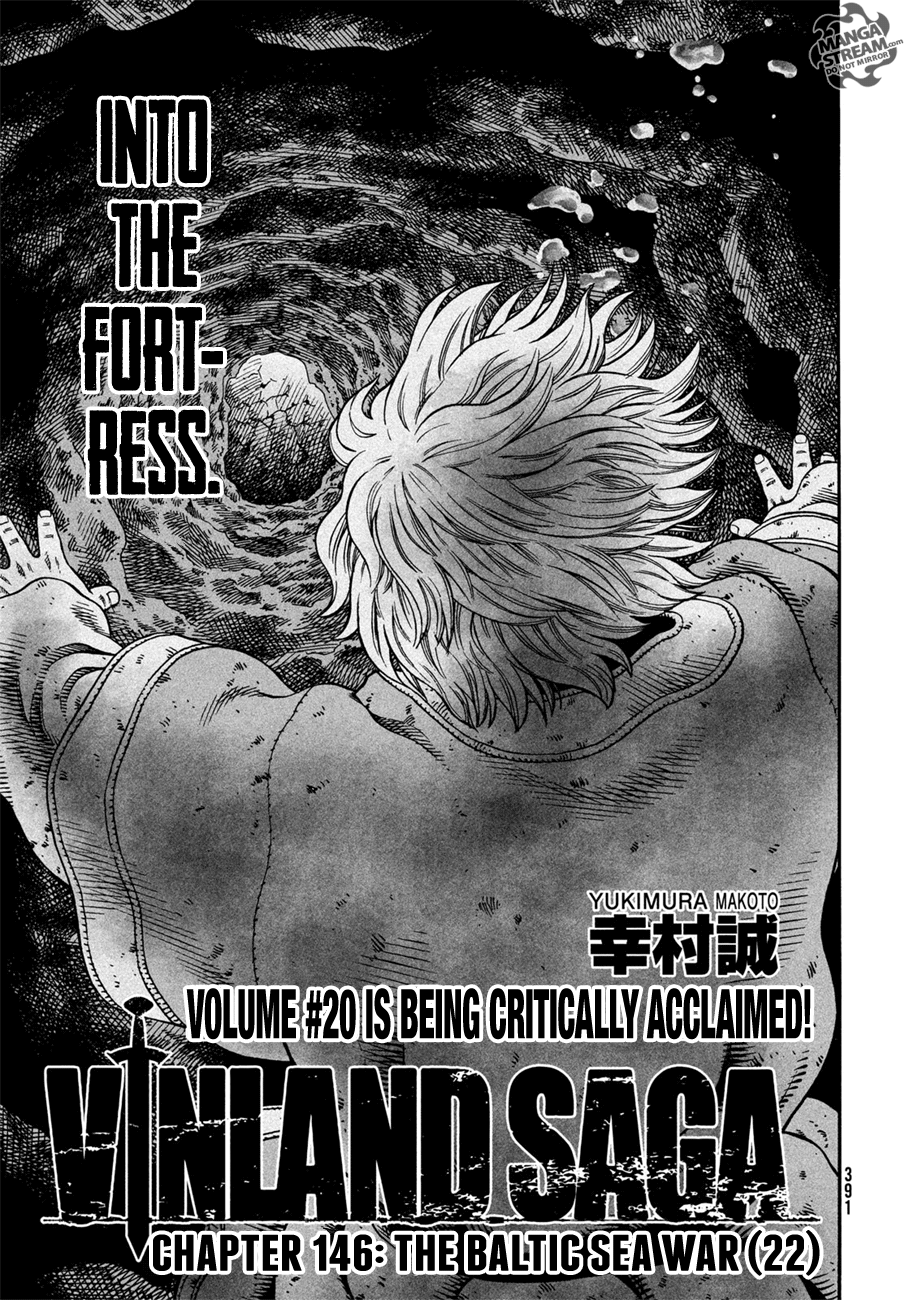 MANGA
STREAM.com
DO NOT MIRROR
INTO
THE
FORT-
RESS.
YUKIMURA MAKOTO
幸村誠
VOLUME #20 IS BEING CRITICALLY ACCLAIMED!
VINLAND SAGA
391
CHAPTER 146: THE BALTIC SEA WAR (22)